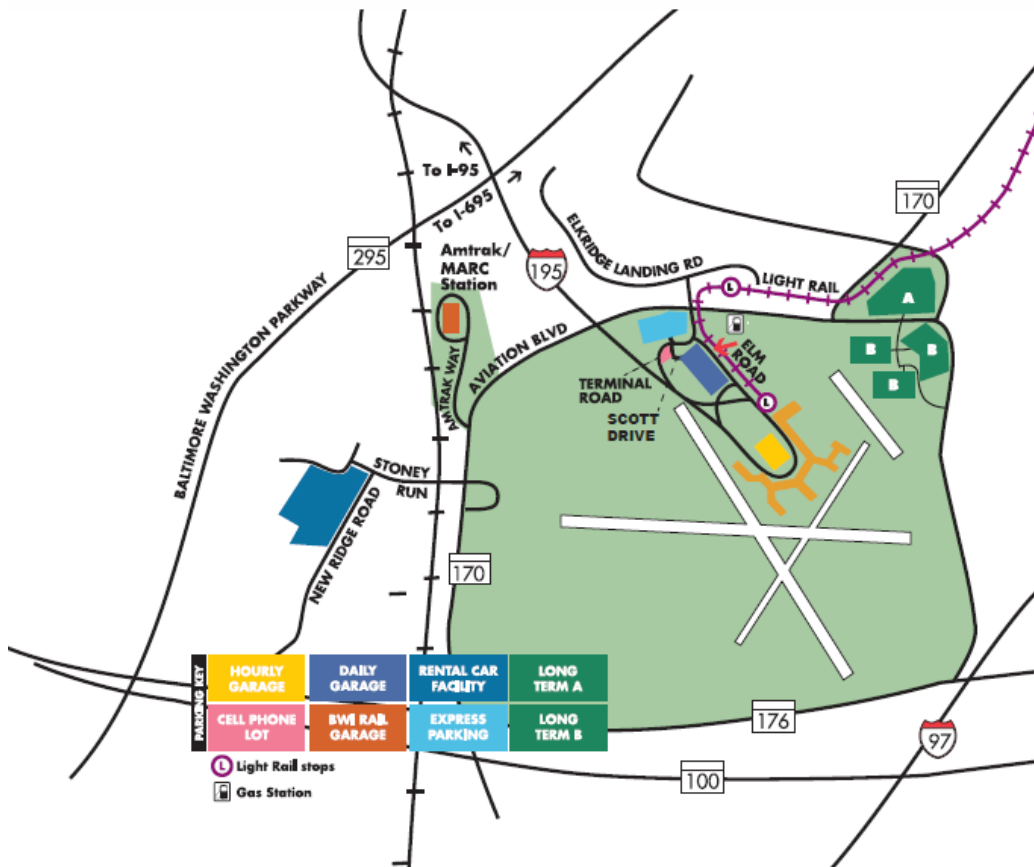 To I-95
To I-695
170
295
Amtrak/
MARC
Station
195
ELKRIDGE LANDING RD
LIGHT RAIL
L
A
BALTIMORE WASHINGTON PARKWAY
AMTRAK WAY
AVIATION BLVD
ELM
ROAD
B
B
B
TERMINAL
ROAD
SCOTT
DRIVE
L
STONEY
RUN
NEW RIDGE ROAD
170
PARKING KEY
HOURLY
GARAGE
DAILY
GARAGE
RENTAL CAR
FACILITY
LONG
TERM A
CELL PHONE
LOT
BWI RAIL
GARAGE
EXPRESS
PARKING
LONG
TERM B
176
97
100
L Light Rail stops
Gas Station